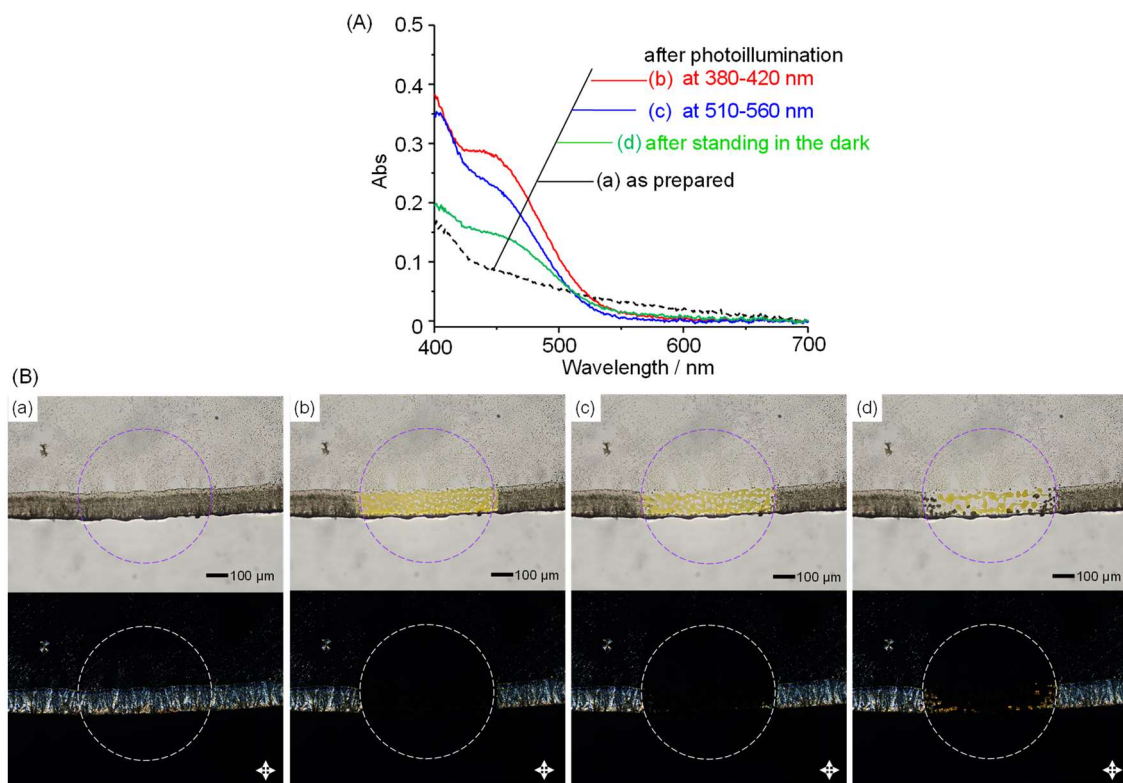 (A)
0.5
0.4
0.3
0.2
0.1
0
Abs
after photoillumination
(b) at 380-420 nm
(c) at 510-560 nm
(d) after standing in the dark
(a) as prepared
400 500 600 700
Wavelength / nm
(B)
(a) (b) (c) (d)
100 μm 100 μm 100 μm 100 μm